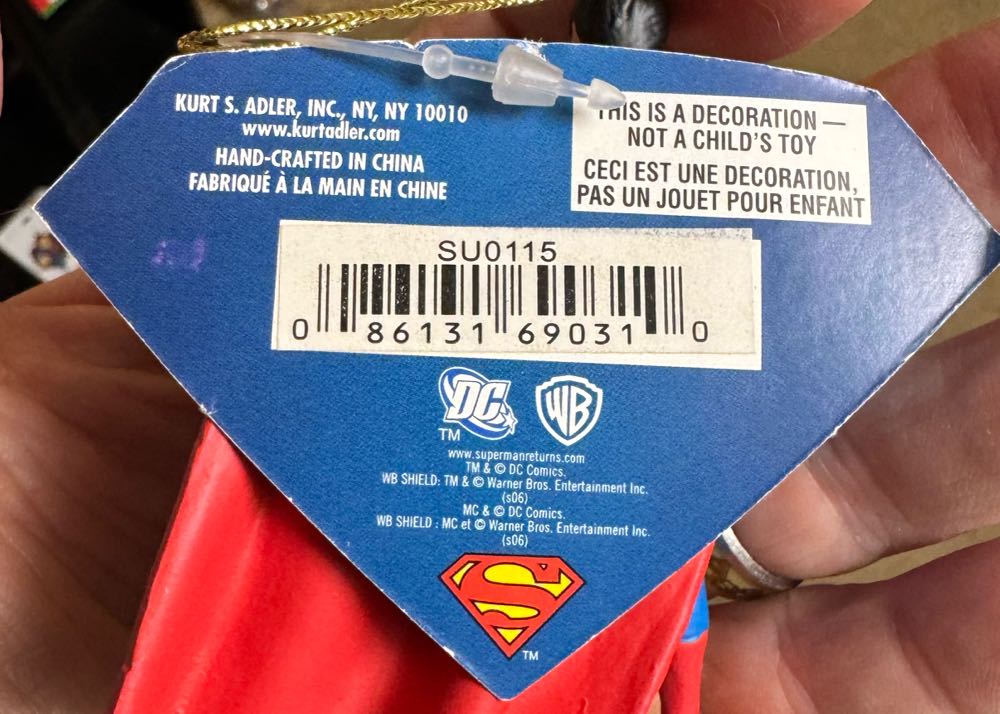 KURT S. ADLER, INC., NY, NY 10010
www.kurtadler.com
HAND-CRAFTED IN CHINA
FABRIQUÉ À LA MAIN EN CHINE
THIS IS A DECORATION —
NOT A CHILD'S TOY
CECI EST UNE DECORATION,
PAS UN JOUET POUR ENFANT
SU0115
0 86131 69031 0
DC
TM
WB
www.supermanreturns.com
TM & © DC Comics.
WB SHIELD: TM & © Warner Bros. Entertainment Inc.
(s06)
MC & © DC Comics.
WB SHIELD : MC et © Warner Bros. Entertainment Inc.
(s06)
S
TM